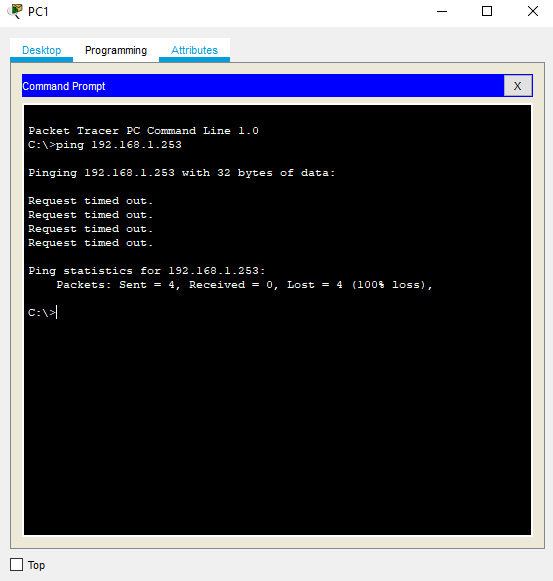 PC1
Desktop Programming Attributes
Command Prompt X
Packet Tracer PC Command Line 1.0
C:\>ping 192.168.1.253
Pinging 192.168.1.253 with 32 bytes of data:
Request timed out.
Request timed out.
Request timed out.
Request timed out.
Ping statistics for 192.168.1.253:
    Packets: Sent = 4, Received = 0, Lost = 4 (100% loss),
C:\>
Top